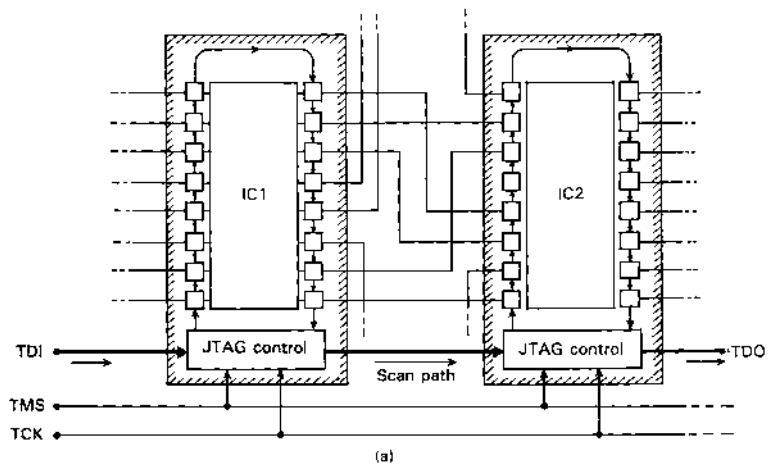 IC1
IC2
TDI
JTAG control
Scan path
JTAG control
TDO
TMS
TCK
(a)